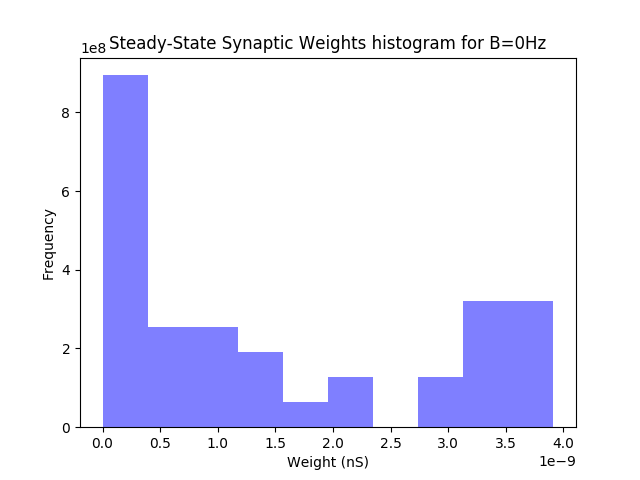 Steady-State Synaptic Weights histogram for B=0Hz
1e8
8
6
4
2
0
Frequency
0.0 0.5 1.0 1.5 2.0 2.5 3.0 3.5 4.0
Weight (nS)
1e−9